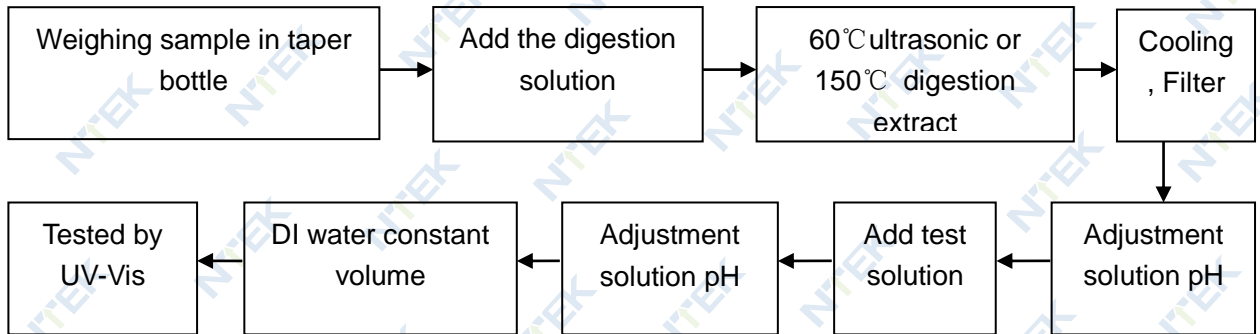 Weighing sample in taper
bottle
Add the digestion
solution
60℃ultrasonic or
150℃ digestion
extract
Cooling
, Filter
Adjustment
solution pH
Add test
solution
Adjustment
solution pH
DI water constant
volume
Tested by
UV-Vis
NTEK